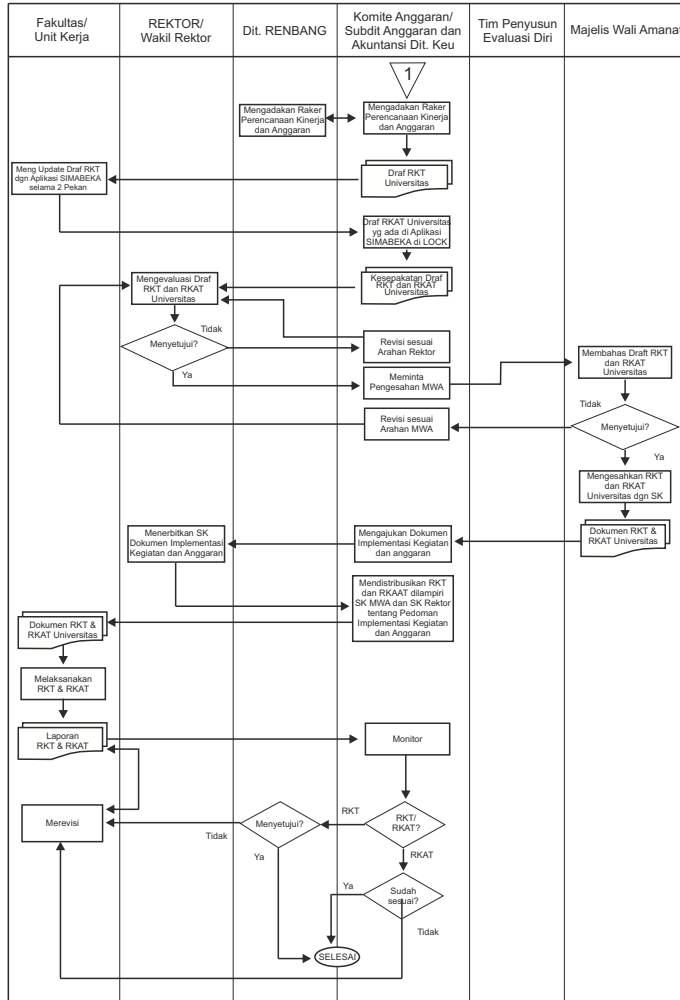 Fakultas/
Unit Kerja
REKTOR/
Wakil Rektor
Dit. RENBANG
Komite Anggaran/
Subdit Anggaran dan
Akuntansi Dit. Keu
Tim Penyusun
Evaluasi Diri
Majelis Wali Amanat
1
Mengadakan Raker
Perencanaan Kinerja
dan Anggaran
Mengadakan Raker
Perencanaan Kinerja
dan Anggaran
Meng Update Draf RKT
dgn Aplikasi SIMABEKA
selama 2 Pekan
Draf RKT
Universitas
Draf RKAT Universitas
yg ada di Aplikasi
SIMABEKA di LOCK
Mengevaluasi Draf
RKT dan RKAT
Universitas
Kesepakatan Draf
RKT dan RKAT
Universitas
Tidak
Menyetujui?
Ya
Revisi sesuai
Arahan Rektor
Meminta
Pengesahan MWA
Membahas Draft RKT
dan RKAT
Universitas
Tidak
Revisi sesuai
Arahan MWA
Menyetujui?
Ya
Mengesahkan RKT
dan RKAT
Universitas dgn SK
Menerbitkan SK
Dokumen Implementasi
Kegiatan dan Anggaran
Mengajukan Dokumen
Implementasi Kegiatan
dan anggaran
Dokumen RKT &
RKAT Universitas
Mendistribusikan RKT
dan RKAAT dilampiri
SK MWA dan SK Rektor
tentang Pedoman
Implementasi Kegiatan
dan Anggaran
Dokumen RKT &
RKAT Universitas
Melaksanakan
RKT & RKAT
Laporan
RKT & RKAT
Monitor
Merevisi
Tidak
Menyetujui?
Ya
RKT
RKT/
RKAT?
RKAT
Ya
Sudah
sesuai?
Tidak
SELESAI